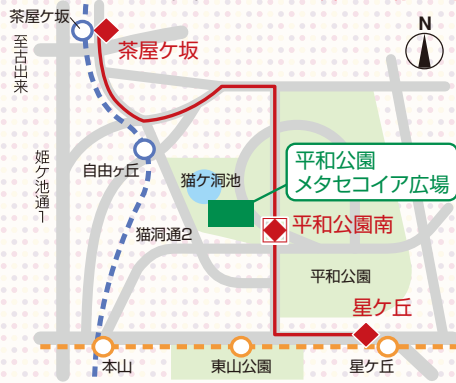 茶屋ケ坂
N
茶屋ケ坂
至古出来
姫ケ池通1
自由ヶ丘
猫ケ洞池
平和公園
メタセコイア広場
猫洞通2
平和公園南
平和公園
星ケ丘
本山
東山公園
星ケ丘